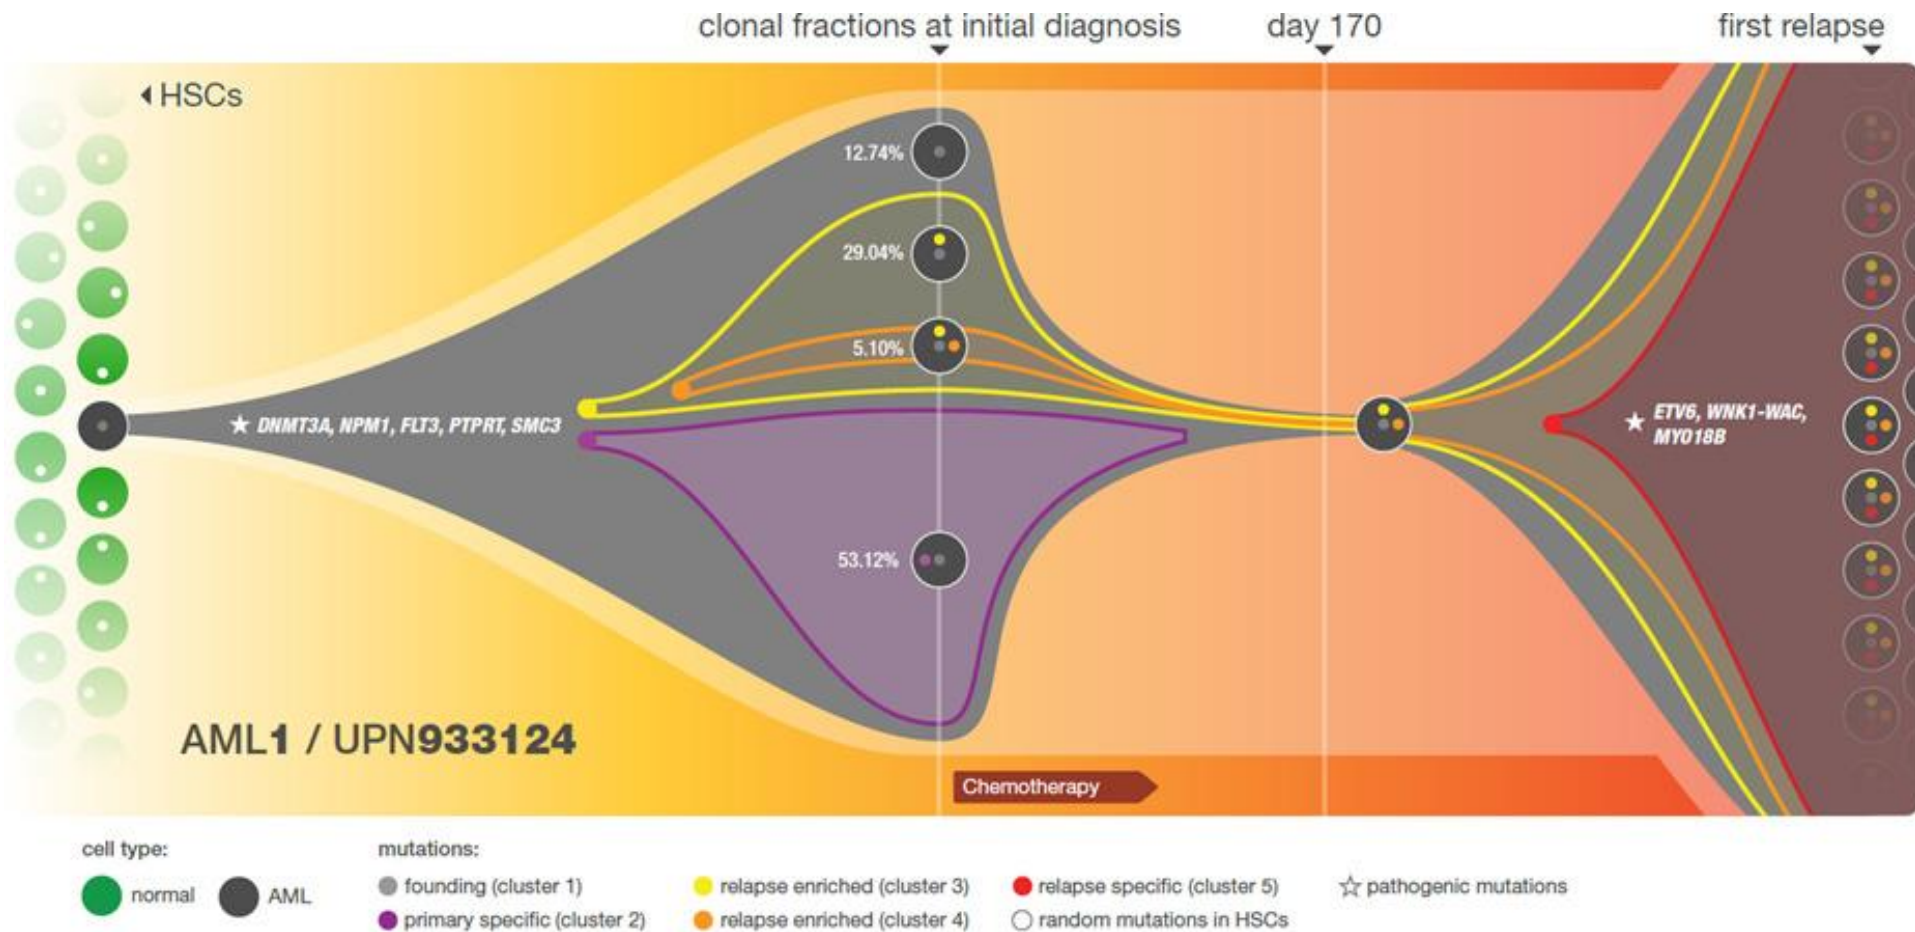 clonal fractions at initial diagnosis
day 170
first relapse
HSCs
12.74%
29.04%
5.10%
DNMT3A, NPM1, FLT3, PTPRT, SMC3
ETV6, WNK1-WAC,
MYO18B
53.12%
AML1 / UPN933124
Chemotherapy
cell type:
normal
AML
mutations:
founding (cluster 1)
relapse enriched (cluster 3)
relapse specific (cluster 5)
pathogenic mutations
primary specific (cluster 2)
relapse enriched (cluster 4)
random mutations in HSCs